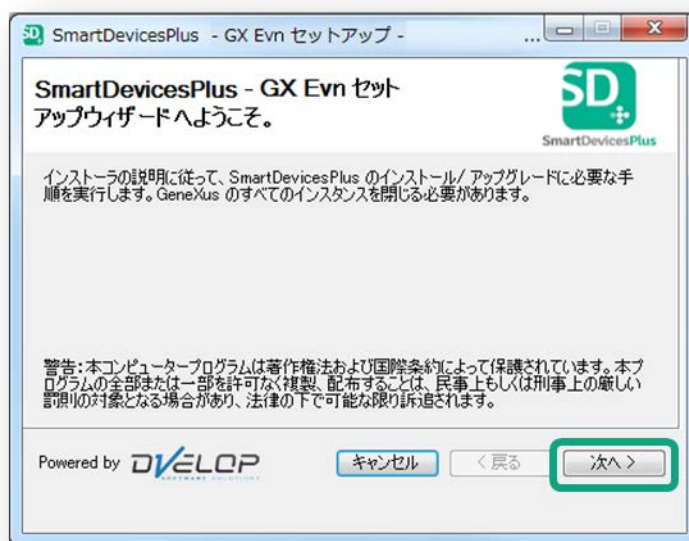 SmartDevicesPlus - GX Evn セットアップ - ...
SmartDevicesPlus - GX Evn セット
アップウィザードへようこそ。
SD
SmartDevicesPlus
インストーラの説明に従って、SmartDevicesPlus のインストール/ アップグレードに必要な手
順を実行します。GeneXus のすべてのインスタンスを閉じる必要があります。
警告:本コンピュータープログラムは著作権法および国際条約によって保護されています。本プ
ログラムの全部または一部を許可なく複製、配布することは、民事上もしくは刑事上の厳しい
罰則の対象となる場合があり、法律の下で可能な限り訴追されます。
Powered by DVELOP
SOFTWARE SOLUTIONS
キャンセル < 戻る 次へ >